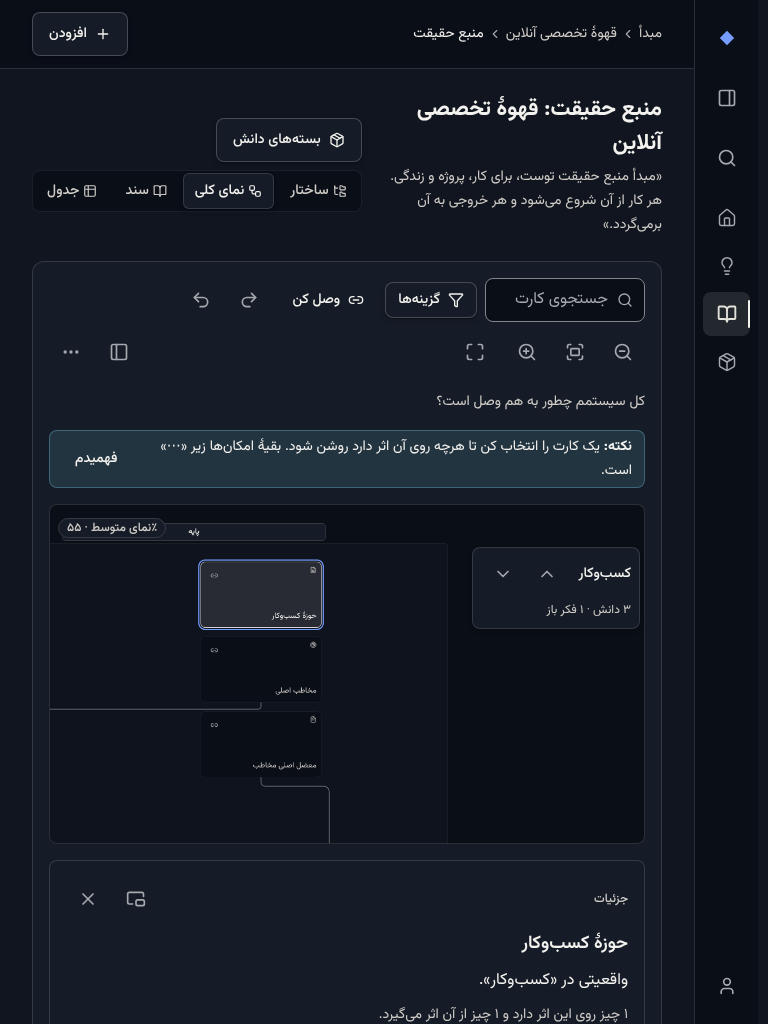 مبدأ › قهوهٔ تخصصی آنلاین › منبع حقیقت
افزودن
منبع حقیقت: قهوهٔ تخصصی
آنلاین
«مبدأ منبع حقیقت توست، برای کار، پروژه و زندگی.
هر کار از آن شروع می‌شود و هر خروجی به آن
برمی‌گردد.»
بسته‌های دانش
ساختار
نمای کلی
سند
جدول
جستجوی کارت
گزینه‌ها
وصل کن
کل سیستمم چطور به هم وصل است؟
نکته: یک کارت را انتخاب کن تا هرچه روی آن اثر دارد روشن شود. بقیهٔ امکان‌ها زیر «···»
است.
فهمیدم
پایه
٪نمای متوسط · ۵۵
کسب‌وکار
۳ دانش · ۱ فکر باز
حوزهٔ کسب‌وکار
مخاطب اصلی
معضل اصلی مخاطب
جزئیات
حوزهٔ کسب‌وکار
واقعیتی در «کسب‌وکار».
۱ چیز روی این اثر دارد و ۱ چیز از آن اثر می‌گیرد.